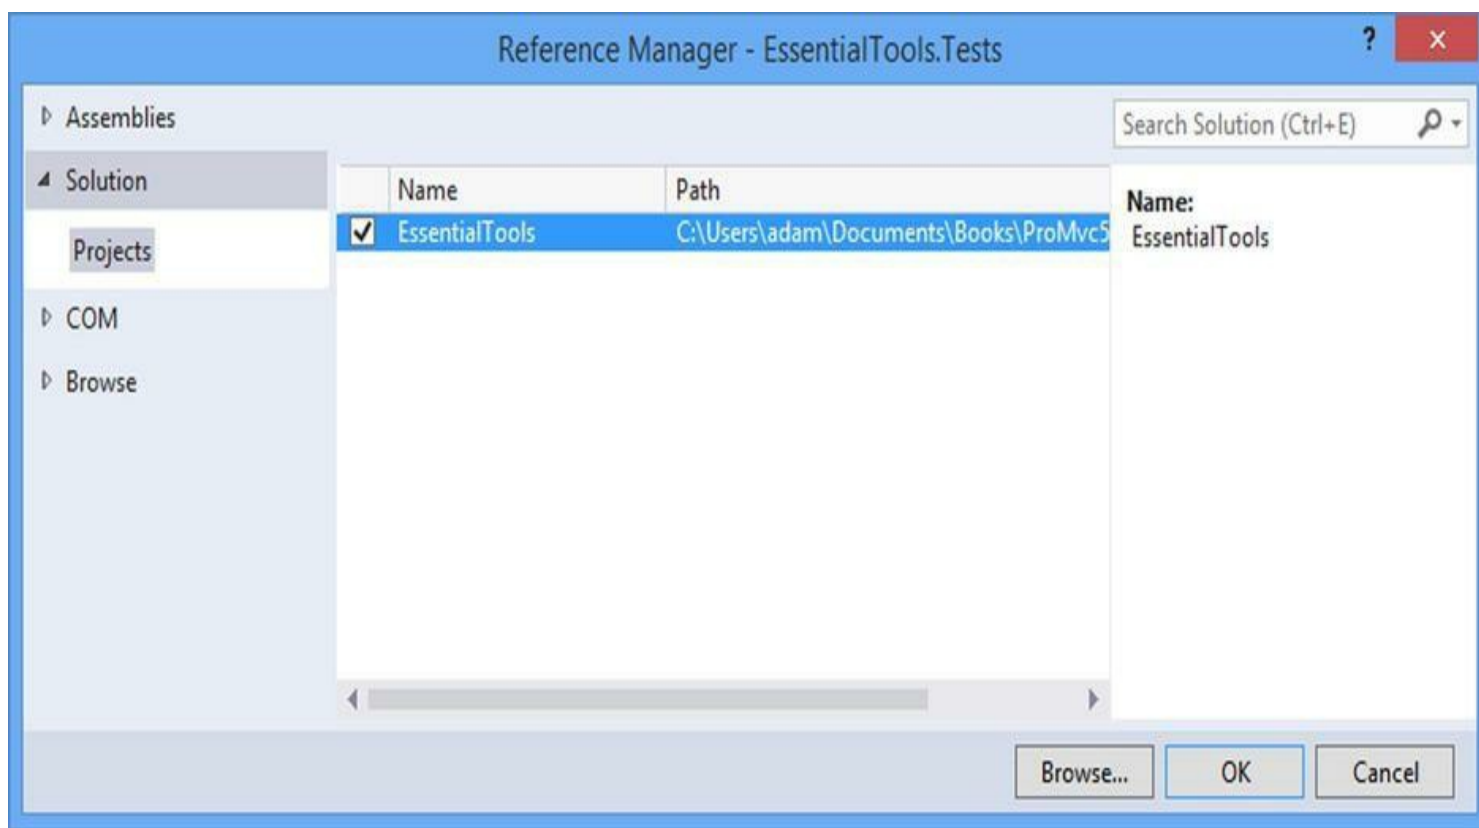 Reference Manager - EssentialTools.Tests
?
Assemblies
Search Solution (Ctrl+E)
Solution
Name Path
Name:
EssentialTools C:\Users\adam\Documents\Books\ProMvc5
EssentialTools
Projects
COM
Browse
Browse... OK Cancel